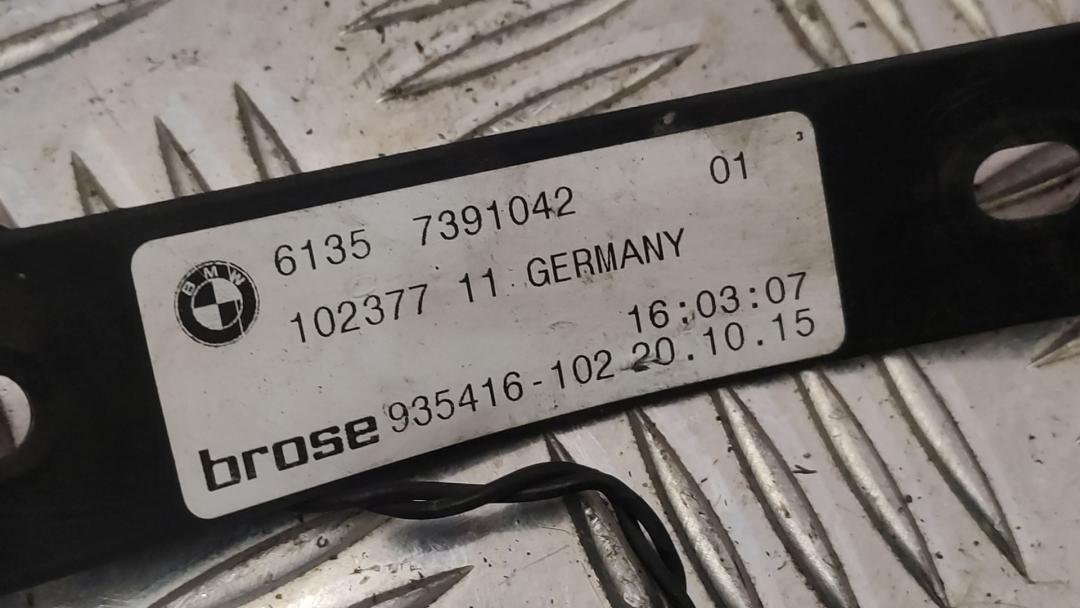 6135 7391042 01
BMW
102377 11 GERMANY
16:03:07
brose 935416-102 20.10.15